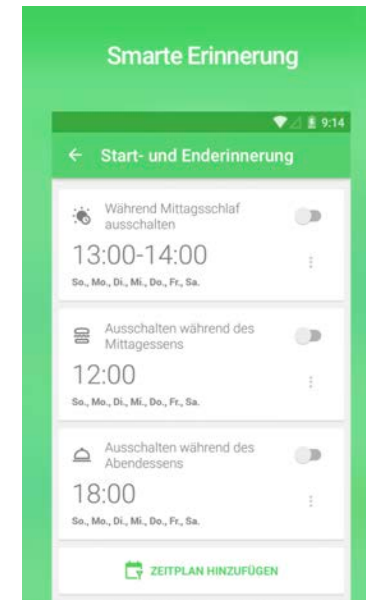 Smarte Erinnerung
9:14
Start- und Enderinnerung
Während Mittagsschlaf
ausschalten
13:00-14:00
So., Mo., Di., Mi., Do., Fr., Sa.
Ausschalten während des
Mittagessens
12:00
So., Mo., Di., Mi., Do., Fr., Sa.
Ausschalten während des
Abendessens
18:00
So., Mo., Di., Mi., Do., Fr., Sa.
ZEITPLAN HINZUFÜGEN